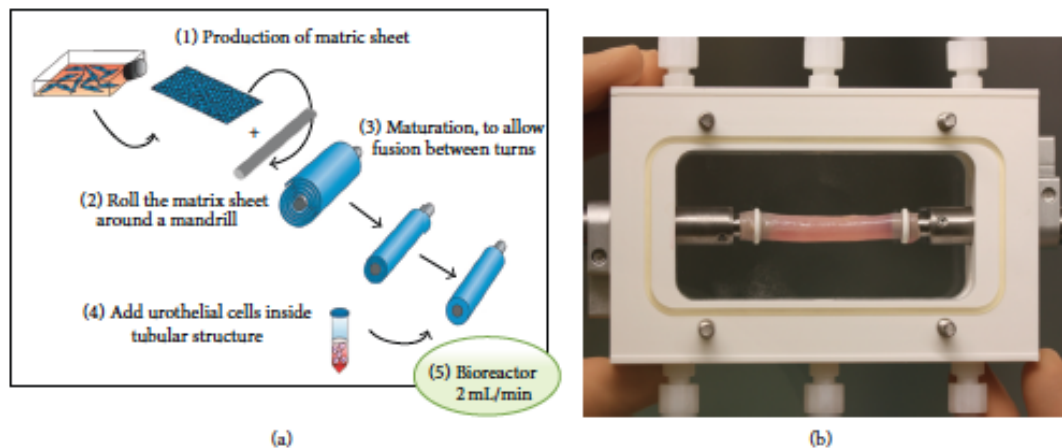 (1) Production of matric sheet
+
(3) Maturation, to allow
fusion between turns
(2) Roll the matrix sheet
around a mandrill
(4) Add urothelial cells inside
tubular structure
(5) Bioreactor
2 mL/min
(a)
(b)